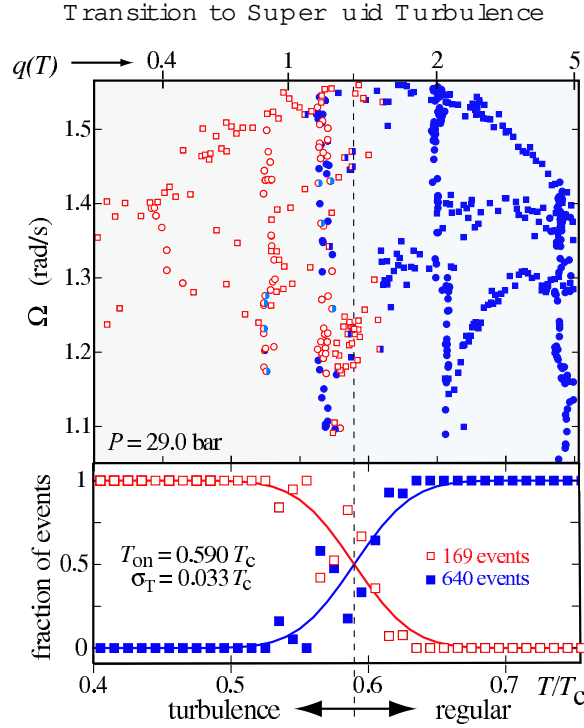 Transition to Super uid Turbulence
q(T) 0.4 1 2 5
1.5
1.4
1.3
1.2
1.1
Ω (rad/s)
P = 29.0 bar
fraction of events
1
0.5
0
T_on = 0.590 T_c
σ_T = 0.033 T_c
169 events
640 events
0.4 0.5 0.6 0.7 T/T_c
turbulence regular